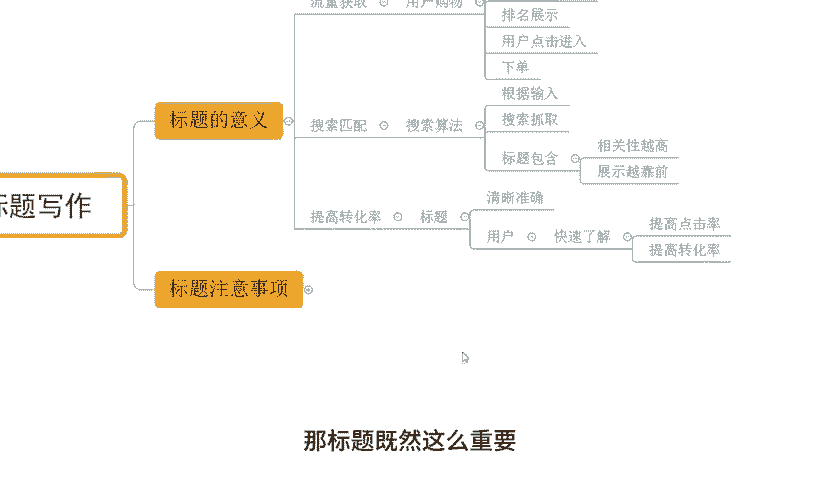 流量获取
用户购物
排名展示
用户点击进入
下单
标题的意义
搜索匹配
搜索算法
根据输入
搜索抓取
标题包含
相关性越高
展示越靠前
提高转化率
标题
清晰准确
用户
快速了解
提高点击率
提高转化率
标题写作
标题注意事项
那标题既然这么重要